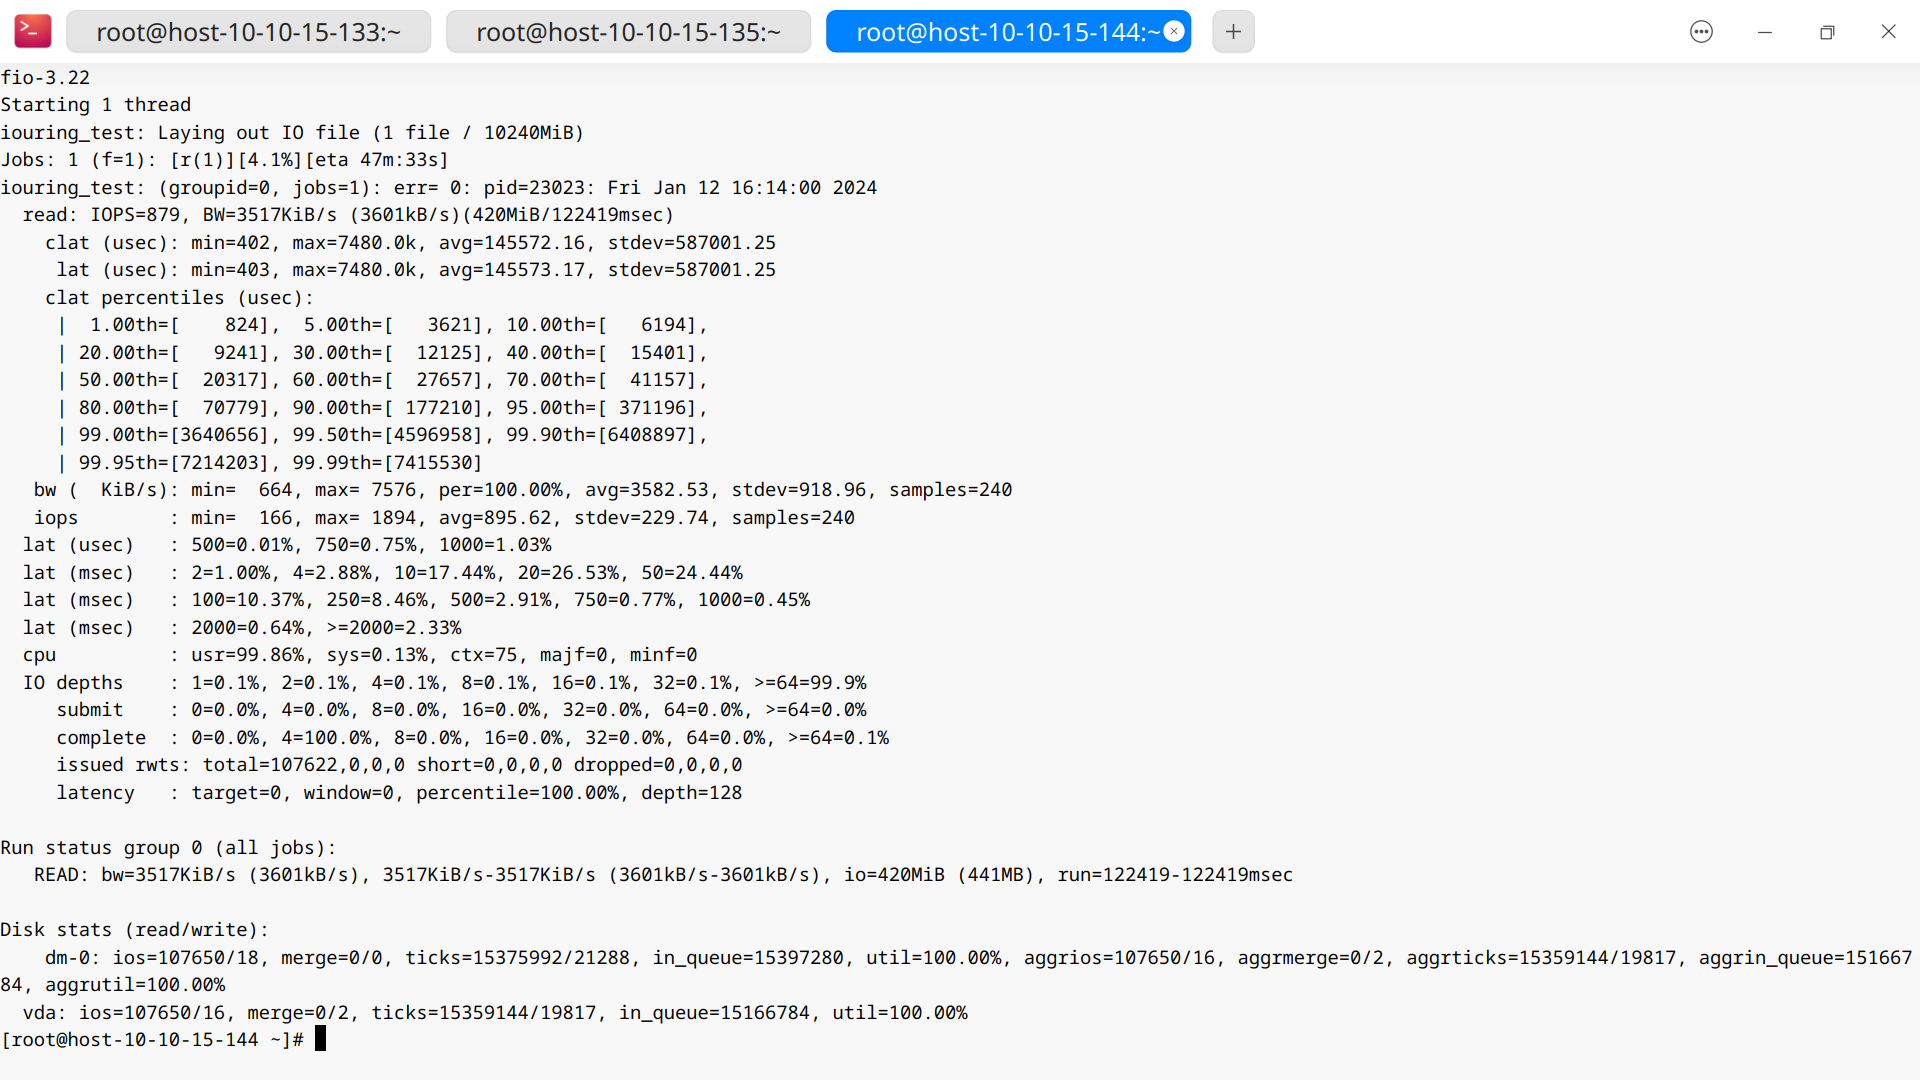 root@host-10-10-15-133:~
root@host-10-10-15-135:~
root@host-10-10-15-144:~
fio-3.22
Starting 1 thread
iouring_test: Laying out IO file (1 file / 10240MiB)
Jobs: 1 (f=1): [r(1)][4.1%][eta 47m:33s]
iouring_test: (groupid=0, jobs=1): err= 0: pid=23023: Fri Jan 12 16:14:00 2024
  read: IOPS=879, BW=3517KiB/s (3601kB/s)(420MiB/122419msec)
    clat (usec): min=402, max=7480.0k, avg=145572.16, stdev=587001.25
     lat (usec): min=403, max=7480.0k, avg=145573.17, stdev=587001.25
    clat percentiles (usec):
     |  1.00th=[    824],  5.00th=[   3621], 10.00th=[   6194],
     | 20.00th=[   9241], 30.00th=[  12125], 40.00th=[  15401],
     | 50.00th=[  20317], 60.00th=[  27657], 70.00th=[  41157],
     | 80.00th=[  70779], 90.00th=[ 177210], 95.00th=[ 371196],
     | 99.00th=[3640656], 99.50th=[4596958], 99.90th=[6408897],
     | 99.95th=[7214203], 99.99th=[7415530]
   bw (  KiB/s): min=  664, max= 7576, per=100.00%, avg=3582.53, stdev=918.96, samples=240
   iops        : min=  166, max= 1894, avg=895.62, stdev=229.74, samples=240
  lat (usec)   : 500=0.01%, 750=0.75%, 1000=1.03%
  lat (msec)   : 2=1.00%, 4=2.88%, 10=17.44%, 20=26.53%, 50=24.44%
  lat (msec)   : 100=10.37%, 250=8.46%, 500=2.91%, 750=0.77%, 1000=0.45%
  lat (msec)   : 2000=0.64%, >=2000=2.33%
  cpu          : usr=99.86%, sys=0.13%, ctx=75, majf=0, minf=0
  IO depths    : 1=0.1%, 2=0.1%, 4=0.1%, 8=0.1%, 16=0.1%, 32=0.1%, >=64=99.9%
     submit    : 0=0.0%, 4=0.0%, 8=0.0%, 16=0.0%, 32=0.0%, 64=0.0%, >=64=0.0%
     complete  : 0=0.0%, 4=100.0%, 8=0.0%, 16=0.0%, 32=0.0%, 64=0.0%, >=64=0.1%
     issued rwts: total=107622,0,0,0 short=0,0,0,0 dropped=0,0,0,0
     latency   : target=0, window=0, percentile=100.00%, depth=128

Run status group 0 (all jobs):
   READ: bw=3517KiB/s (3601kB/s), 3517KiB/s-3517KiB/s (3601kB/s-3601kB/s), io=420MiB (441MB), run=122419-122419msec

Disk stats (read/write):
    dm-0: ios=107650/18, merge=0/0, ticks=15375992/21288, in_queue=15397280, util=100.00%, aggrios=107650/16, aggrmerge=0/2, aggrticks=15359144/19817, aggrin_queue=151667
84, aggrutil=100.00%
  vda: ios=107650/16, merge=0/2, ticks=15359144/19817, in_queue=15166784, util=100.00%
[root@host-10-10-15-144 ~]#